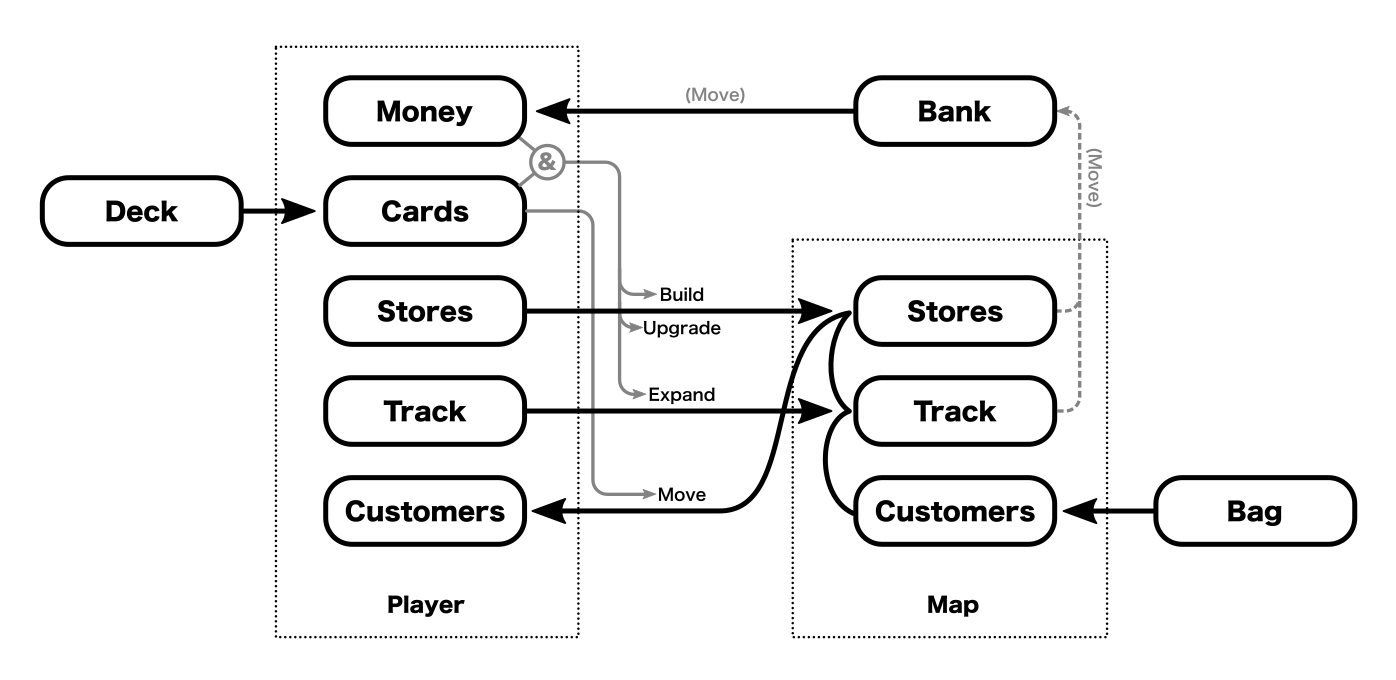 Money
(Move)
Bank
&
(Move)
Deck
Cards
Stores
Build
Upgrade
Stores
Track
Expand
Track
Customers
Move
Customers
Bag
Player
Map